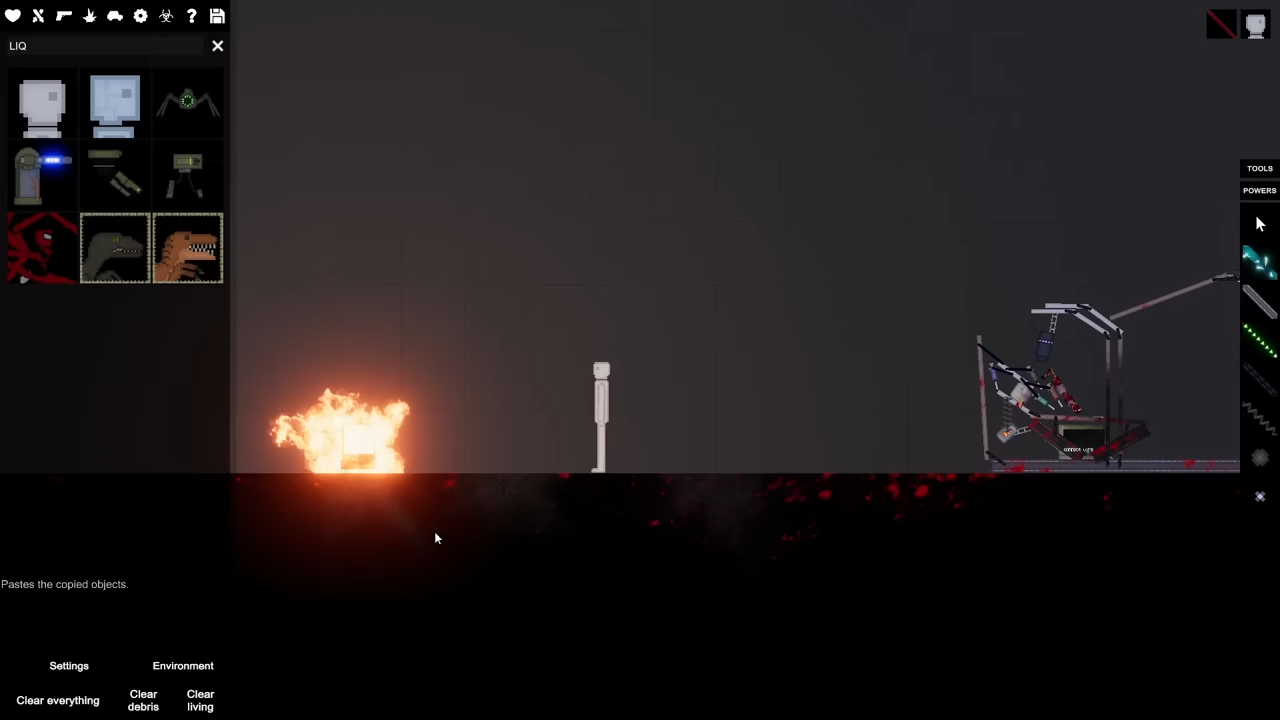 LIQ
TOOLS
POWERS
Pastes the copied objects.
Settings
Environment
Clear everything
Clear
debris
Clear
living